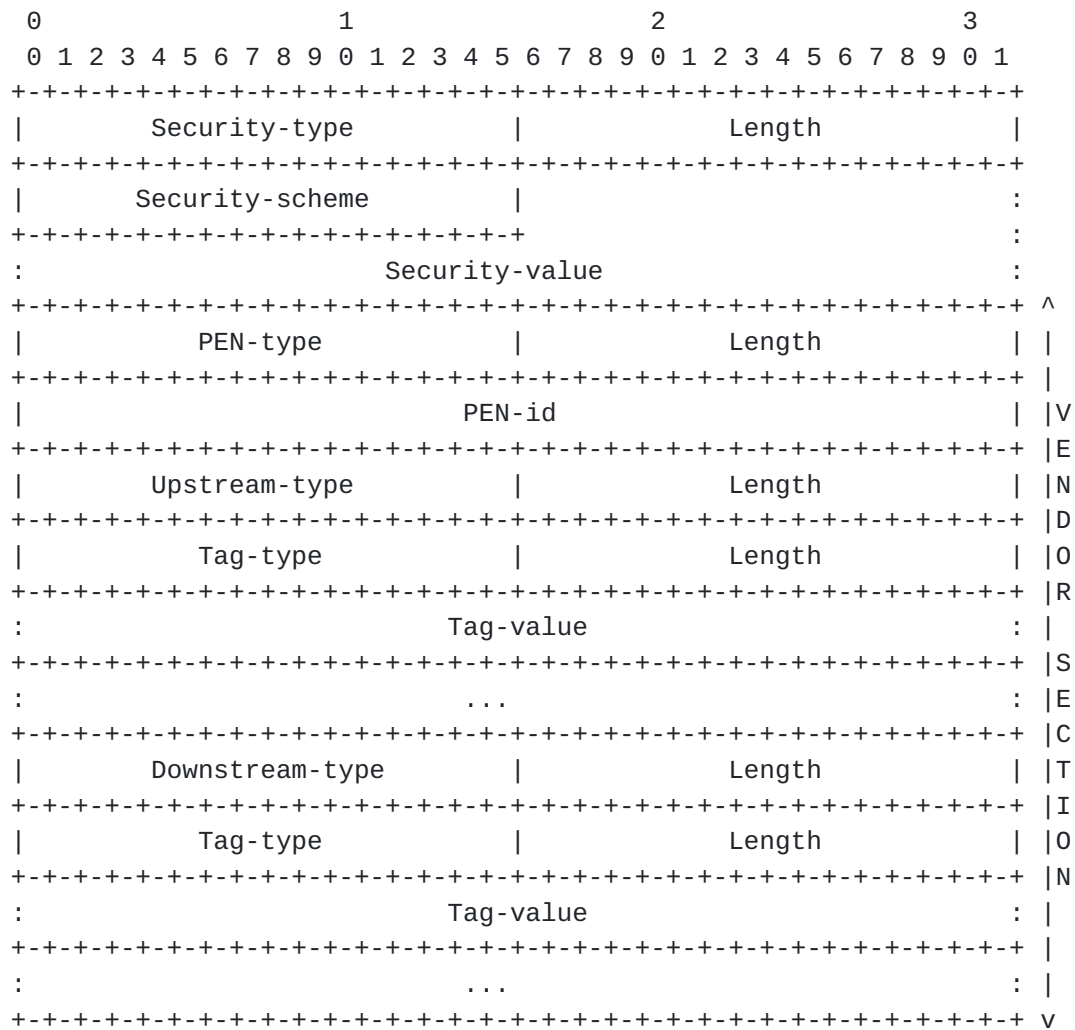 0                   1                   2                   3
 0 1 2 3 4 5 6 7 8 9 0 1 2 3 4 5 6 7 8 9 0 1 2 3 4 5 6 7 8 9 0 1
+-+-+-+-+-+-+-+-+-+-+-+-+-+-+-+-+-+-+-+-+-+-+-+-+-+-+-+-+-+-+-+-+
|        Security-type          |             Length            |
+-+-+-+-+-+-+-+-+-+-+-+-+-+-+-+-+-+-+-+-+-+-+-+-+-+-+-+-+-+-+-+-+
|       Security-scheme         |                               :
+-+-+-+-+-+-+-+-+-+-+-+-+-+-+-+-+                               :
:                       Security-value                          :
+-+-+-+-+-+-+-+-+-+-+-+-+-+-+-+-+-+-+-+-+-+-+-+-+-+-+-+-+-+-+-+-+ ^
|           PEN-type            |             Length            | |
+-+-+-+-+-+-+-+-+-+-+-+-+-+-+-+-+-+-+-+-+-+-+-+-+-+-+-+-+-+-+-+-+ |
|                            PEN-id                             | |V
+-+-+-+-+-+-+-+-+-+-+-+-+-+-+-+-+-+-+-+-+-+-+-+-+-+-+-+-+-+-+-+-+ |E
|        Upstream-type          |             Length            | |N
+-+-+-+-+-+-+-+-+-+-+-+-+-+-+-+-+-+-+-+-+-+-+-+-+-+-+-+-+-+-+-+-+ |D
|           Tag-type            |             Length            | |O
+-+-+-+-+-+-+-+-+-+-+-+-+-+-+-+-+-+-+-+-+-+-+-+-+-+-+-+-+-+-+-+-+ |R
:                           Tag-value                           : |
+-+-+-+-+-+-+-+-+-+-+-+-+-+-+-+-+-+-+-+-+-+-+-+-+-+-+-+-+-+-+-+-+ |S
:                            ...                                : |E
+-+-+-+-+-+-+-+-+-+-+-+-+-+-+-+-+-+-+-+-+-+-+-+-+-+-+-+-+-+-+-+-+ |C
|        Downstream-type        |             Length            | |T
+-+-+-+-+-+-+-+-+-+-+-+-+-+-+-+-+-+-+-+-+-+-+-+-+-+-+-+-+-+-+-+-+ |I
|           Tag-type            |             Length            | |O
+-+-+-+-+-+-+-+-+-+-+-+-+-+-+-+-+-+-+-+-+-+-+-+-+-+-+-+-+-+-+-+-+ |N
:                           Tag-value                           : |
+-+-+-+-+-+-+-+-+-+-+-+-+-+-+-+-+-+-+-+-+-+-+-+-+-+-+-+-+-+-+-+-+ |
:                            ...                                : |
+-+-+-+-+-+-+-+-+-+-+-+-+-+-+-+-+-+-+-+-+-+-+-+-+-+-+-+-+-+-+-+-+ v